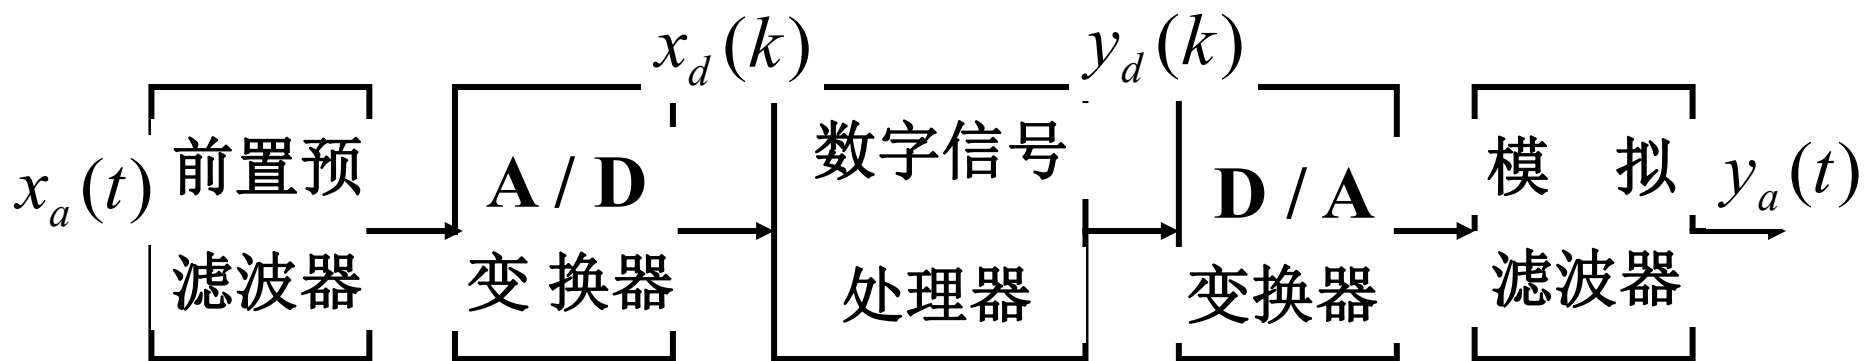 x_a(t)
前置预
滤波器
A / D
变换器
x_d(k)
数字信号
处理器
y_d(k)
D / A
变换器
模 拟
滤波器
y_a(t)